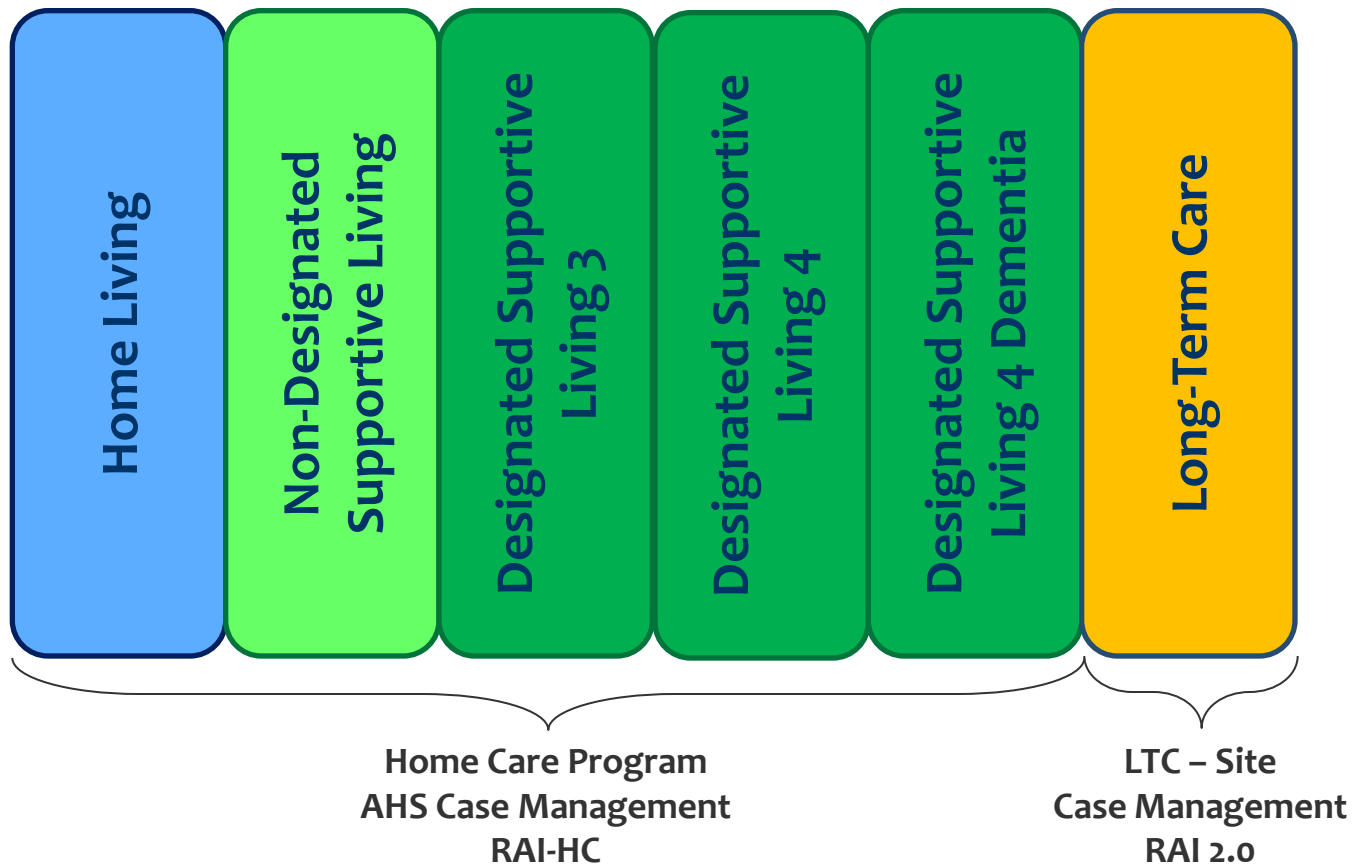 Home Living
Non-Designated
Supportive Living
Designated Supportive
Living 3
Designated Supportive
Living 4
Designated Supportive
Living 4 Dementia
Long-Term Care
Home Care Program
AHS Case Management
RAI-HC
LTC – Site
Case Management
RAI 2.0